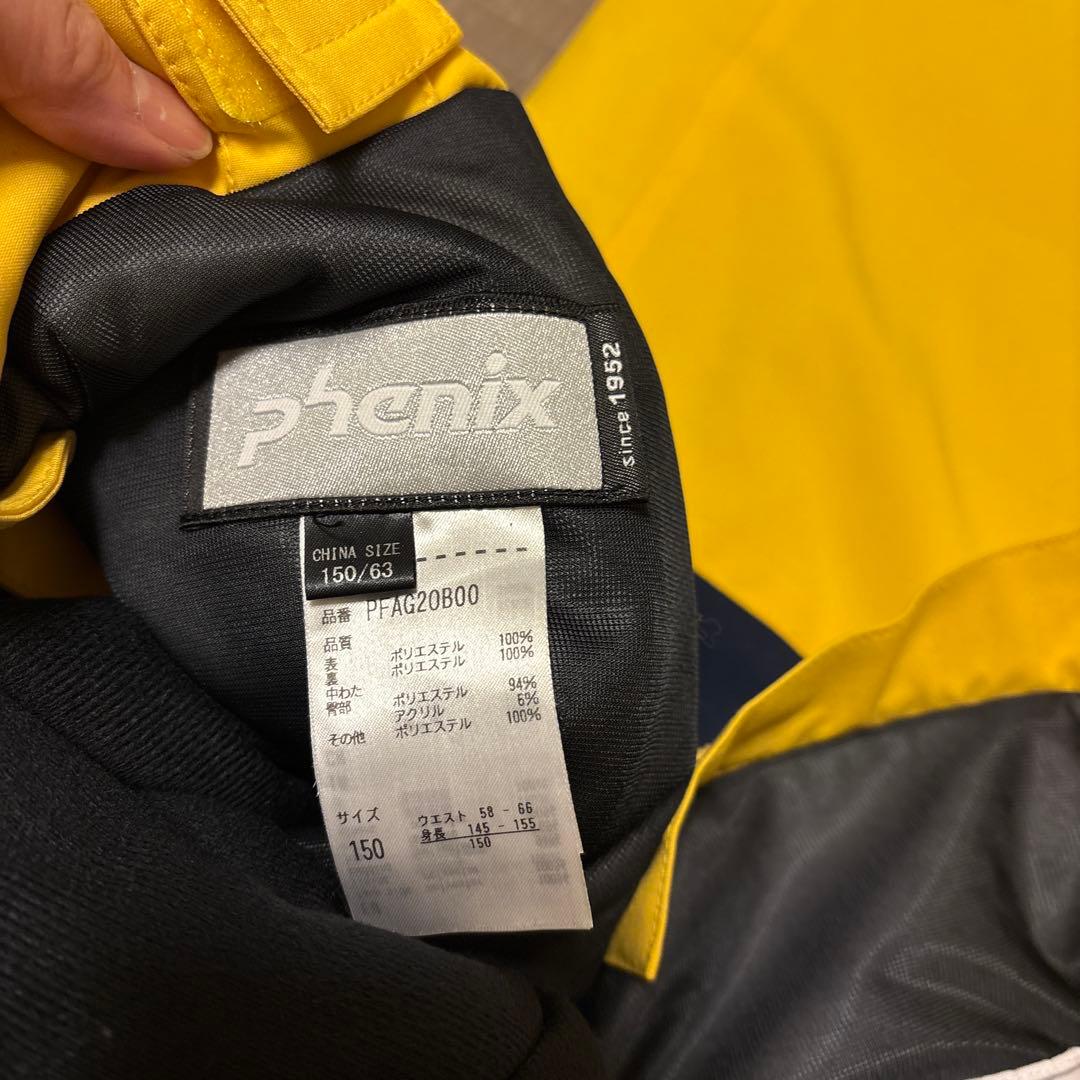 phenix
since 1952
CHINA SIZE
150/63
品番 PFAG20B00
品質
表 ポリエステル 100%
裏 ポリエステル 100%
中わた
臀部 ポリエステル 94%
アクリル 6%
その他 ポリエステル 100%
サイズ ウエスト 58 - 66
身長 145 - 155
150 150